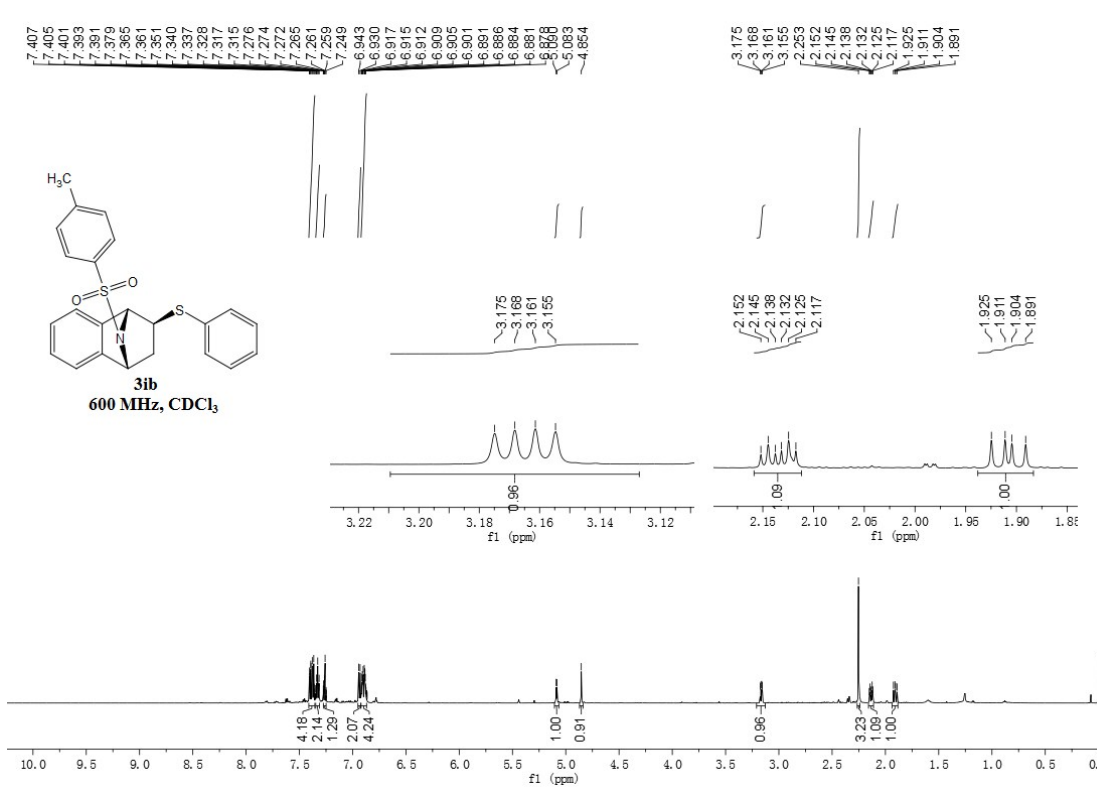 7.407 7.405 7.401 7.393 7.391 7.379 7.365 7.361 7.351 7.340 7.337 7.328 7.317 7.315 7.276 7.274 7.272 7.265 7.261 7.259 7.249 6.943 6.930 6.917 6.915 6.912 6.909 6.905 6.901 6.891 6.886 6.884 6.881 6.878 5.090 5.083 4.854
3.175 3.168 3.161 3.155 2.253 2.152 2.145 2.138 2.132 2.125 2.117 1.925 1.911 1.904 1.891
H₃C
O
S
O
S
N
3ib
600 MHz, CDCl₃
3.175 3.168 3.161 3.155
2.152 2.145 2.138 2.132 2.125 2.117
1.925 1.911 1.904 1.891
0.96
1.09
1.00
3.22 3.20 3.18 3.16 3.14 3.12
f1 (ppm)
2.15 2.10 2.05 2.00 1.95 1.90
f1 (ppm)
4.18 2.14 1.29 2.07 4.24 1.00 0.91 0.96 3.23 1.09 1.00
10.0 9.5 9.0 8.5 8.0 7.5 7.0 6.5 6.0 5.5 5.0 4.5 4.0 3.5 3.0 2.5 2.0 1.5 1.0 0.5
f1 (ppm)